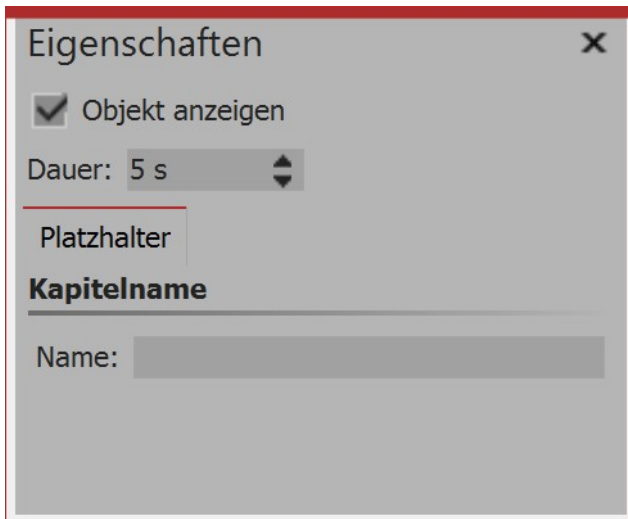 Eigenschaften
Objekt anzeigen
Dauer: 5 s
Platzhalter
Kapitelname
Name: